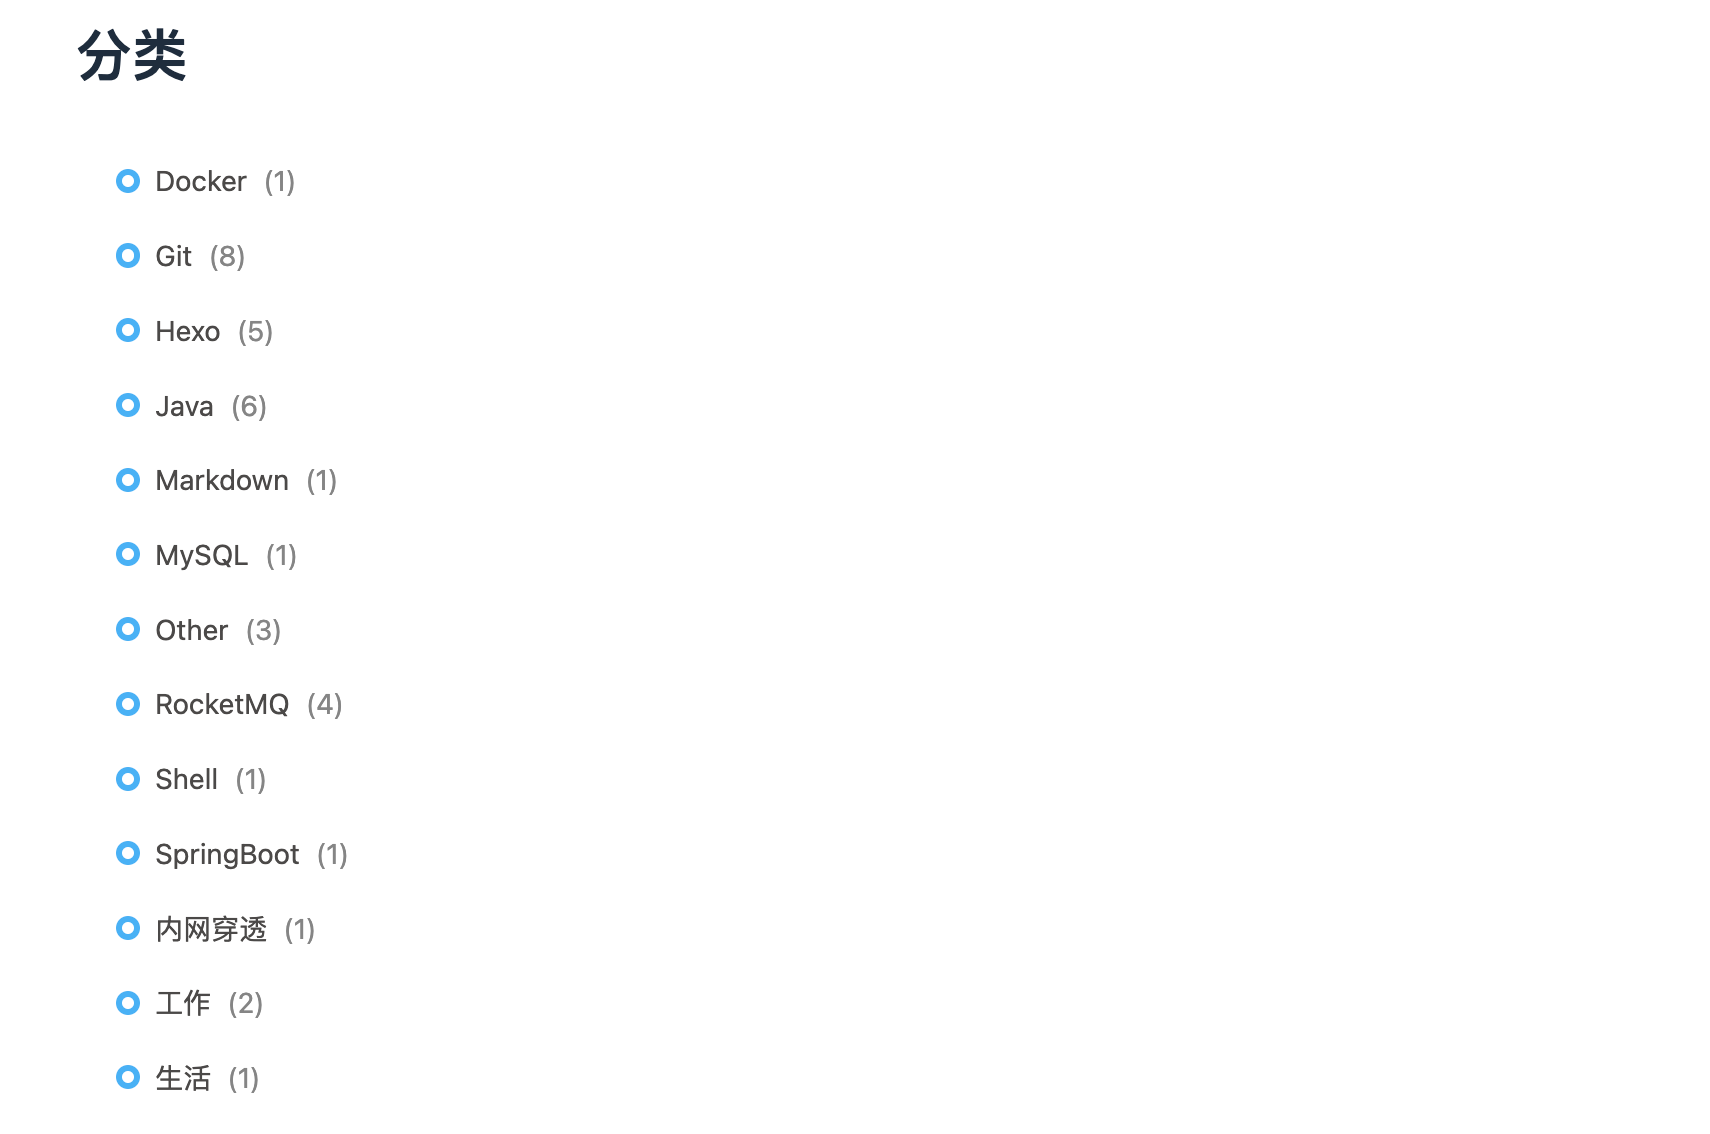 分类
Docker (1)
Git (8)
Hexo (5)
Java (6)
Markdown (1)
MySQL (1)
Other (3)
RocketMQ (4)
Shell (1)
SpringBoot (1)
内网穿透 (1)
工作 (2)
生活 (1)